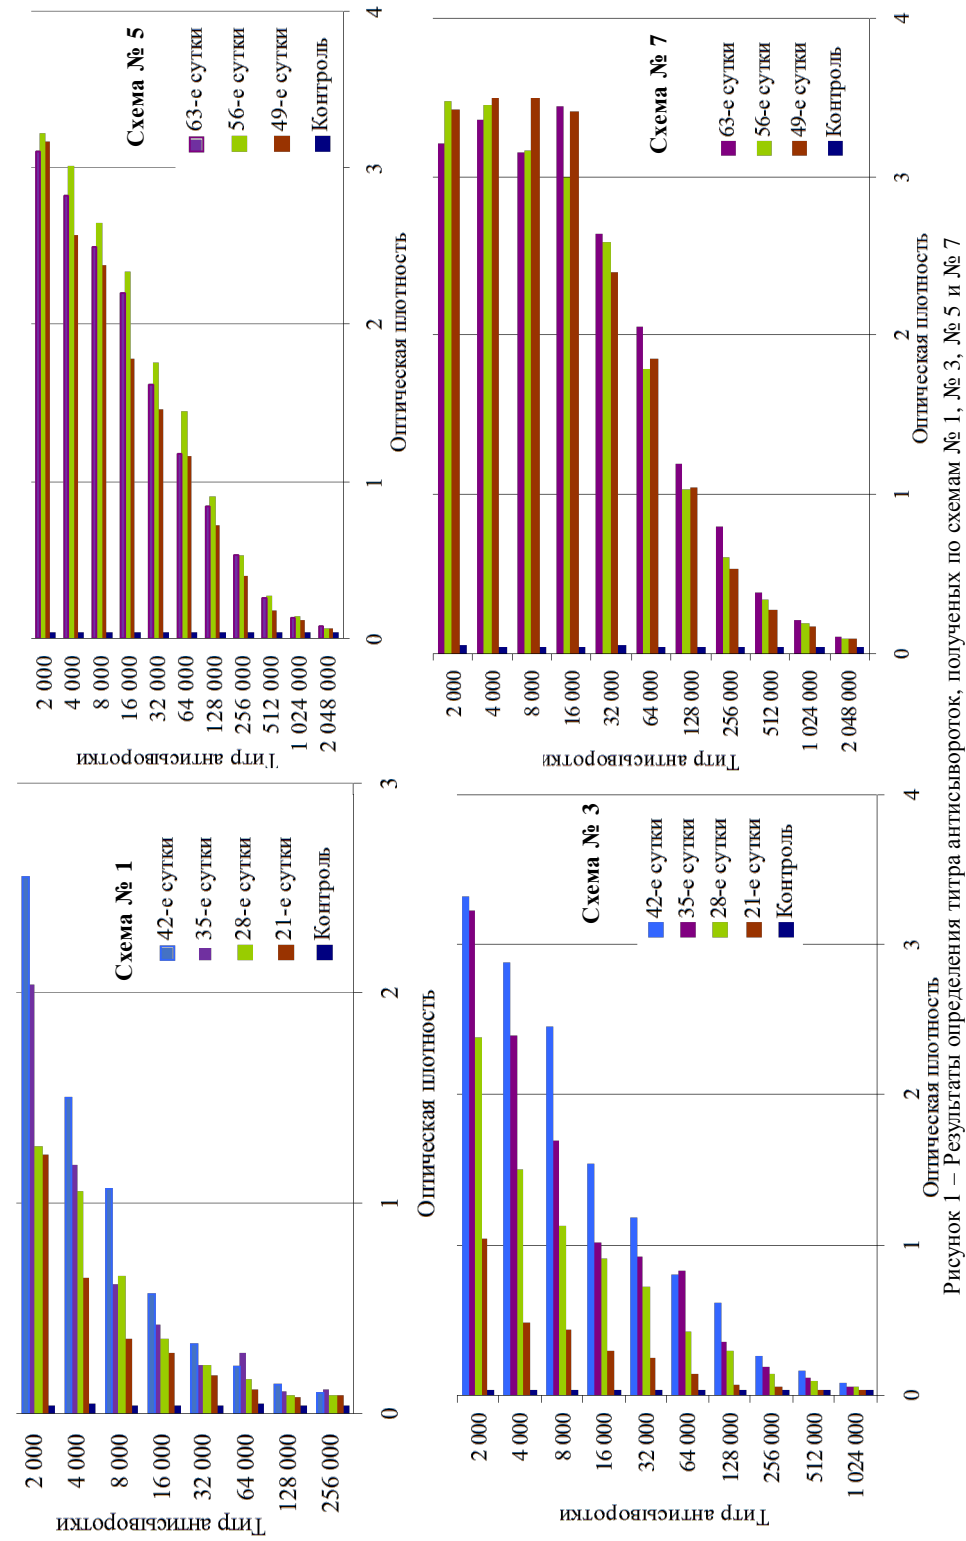 Титр антисыворотки
2 000
4 000
8 000
16 000
32 000
64 000
128 000
256 000
Схема № 1
42-е сутки
35-е сутки
28-е сутки
21-е сутки
Контроль
0 1 2 3
Оптическая плотность
Титр антисыворотки
2 000
4 000
8 000
16 000
32 000
64 000
128 000
256 000
512 000
1 024 000
2 048 000
Схема № 5
63-е сутки
56-е сутки
49-е сутки
Контроль
0 1 2 3 4
Оптическая плотность
Титр антисыворотки
2 000
4 000
8 000
16 000
32 000
64 000
128 000
256 000
512 000
1 024 000
Схема № 3
42-е сутки
35-е сутки
28-е сутки
21-е сутки
Контроль
0 1 2 3 4
Оптическая плотность
Титр антисыворотки
2 000
4 000
8 000
16 000
32 000
64 000
128 000
256 000
512 000
1 024 000
2 048 000
Схема № 7
63-е сутки
56-е сутки
49-е сутки
Контроль
0 1 2 3 4
Оптическая плотность
Рисунок 1 – Результаты определения титра антисывороток, полученых по схемам № 1, № 3, № 5 и № 7